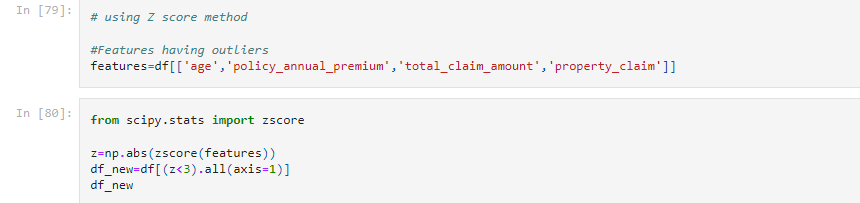 In [79]:
# using Z score method
#Features having outliers
features=df[['age','policy_annual_premium','total_claim_amount','property_claim']]
In [80]:
from scipy.stats import zscore
z=np.abs(zscore(features))
df_new=df[(z<3).all(axis=1)]
df_new